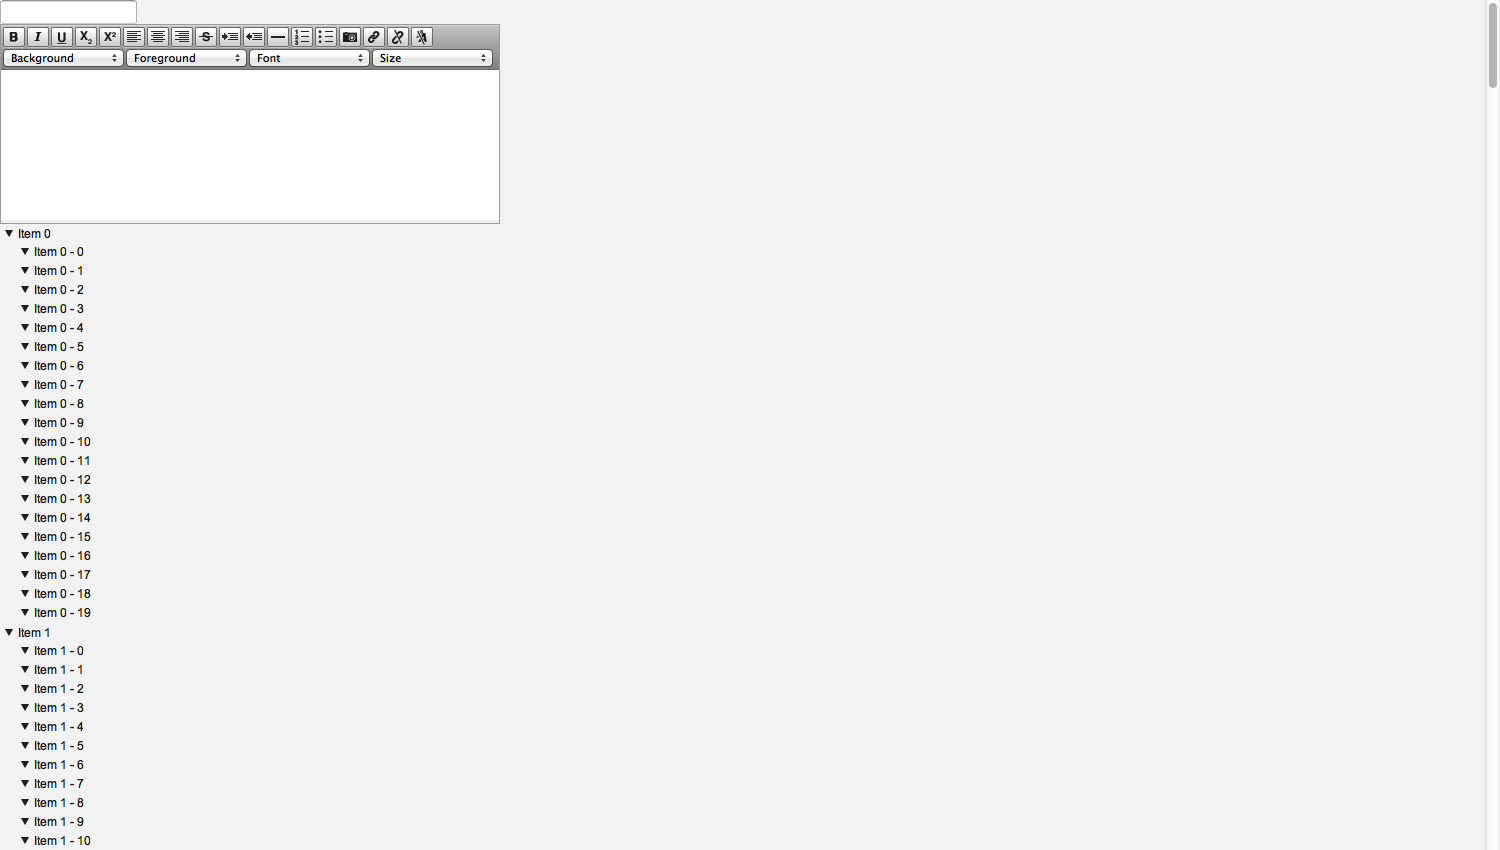 B I U X2 X² S
Background Foreground Font Size
Item 0
Item 0 - 0
Item 0 - 1
Item 0 - 2
Item 0 - 3
Item 0 - 4
Item 0 - 5
Item 0 - 6
Item 0 - 7
Item 0 - 8
Item 0 - 9
Item 0 - 10
Item 0 - 11
Item 0 - 12
Item 0 - 13
Item 0 - 14
Item 0 - 15
Item 0 - 16
Item 0 - 17
Item 0 - 18
Item 0 - 19
Item 1
Item 1 - 0
Item 1 - 1
Item 1 - 2
Item 1 - 3
Item 1 - 4
Item 1 - 5
Item 1 - 6
Item 1 - 7
Item 1 - 8
Item 1 - 9
Item 1 - 10